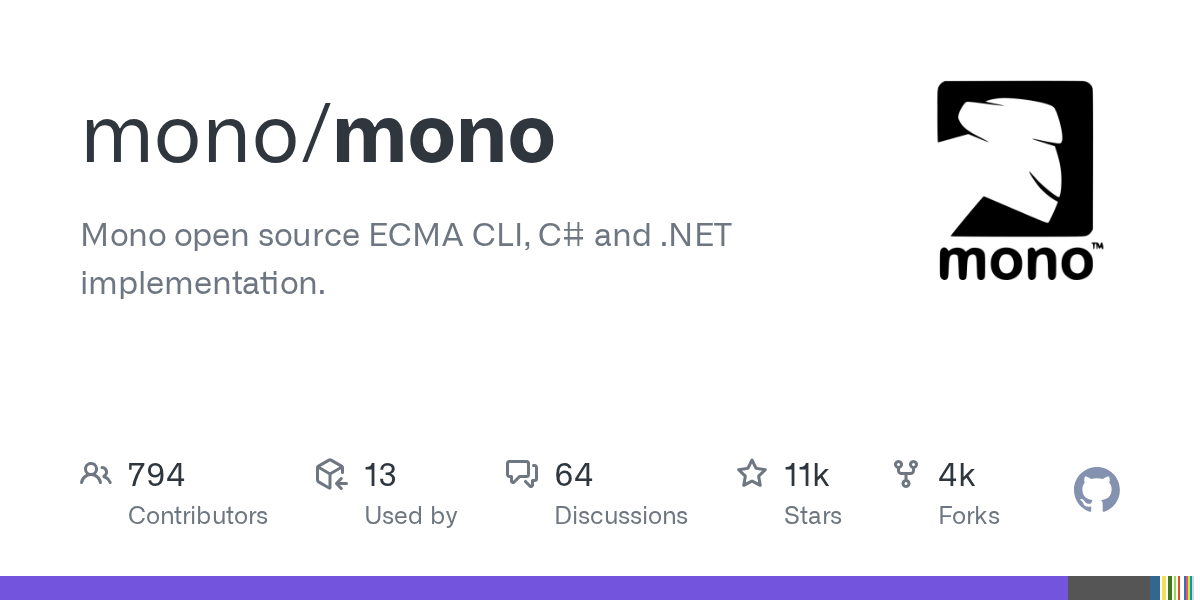 mono/mono
Mono open source ECMA CLI, C# and .NET
implementation.
mono™
794
Contributors
13
Used by
64
Discussions
11k
Stars
4k
Forks